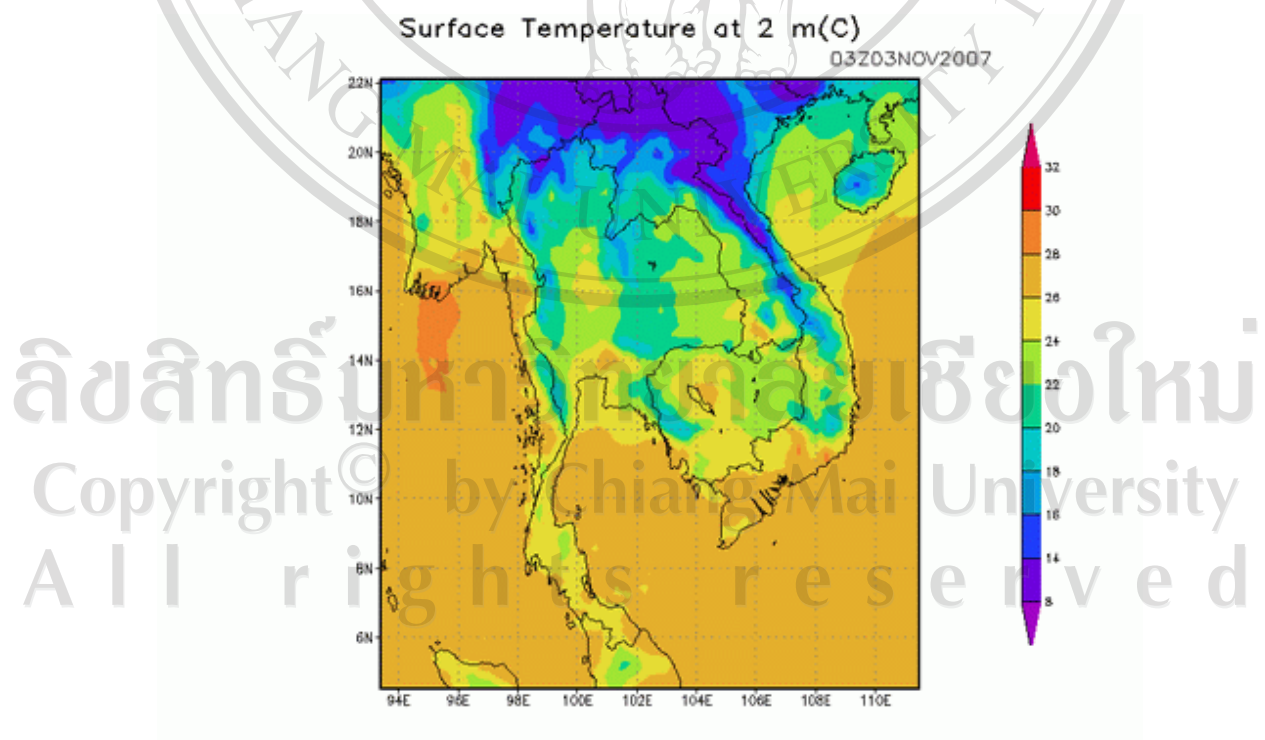 Surface Temperature at 2 m(C)
03Z03NOV2007
22N
20N
18N
16N
14N
12N
10N
8N
6N
94E 96E 98E 100E 102E 104E 106E 108E 110E
32
30
28
26
24
22
20
18
16
14
8
ANG MAI UNIVERSITY
ลิขสิทธิ์มหาวิทยาลัยเชียงใหม่
Copyright© by Chiang Mai University
All rights reserved